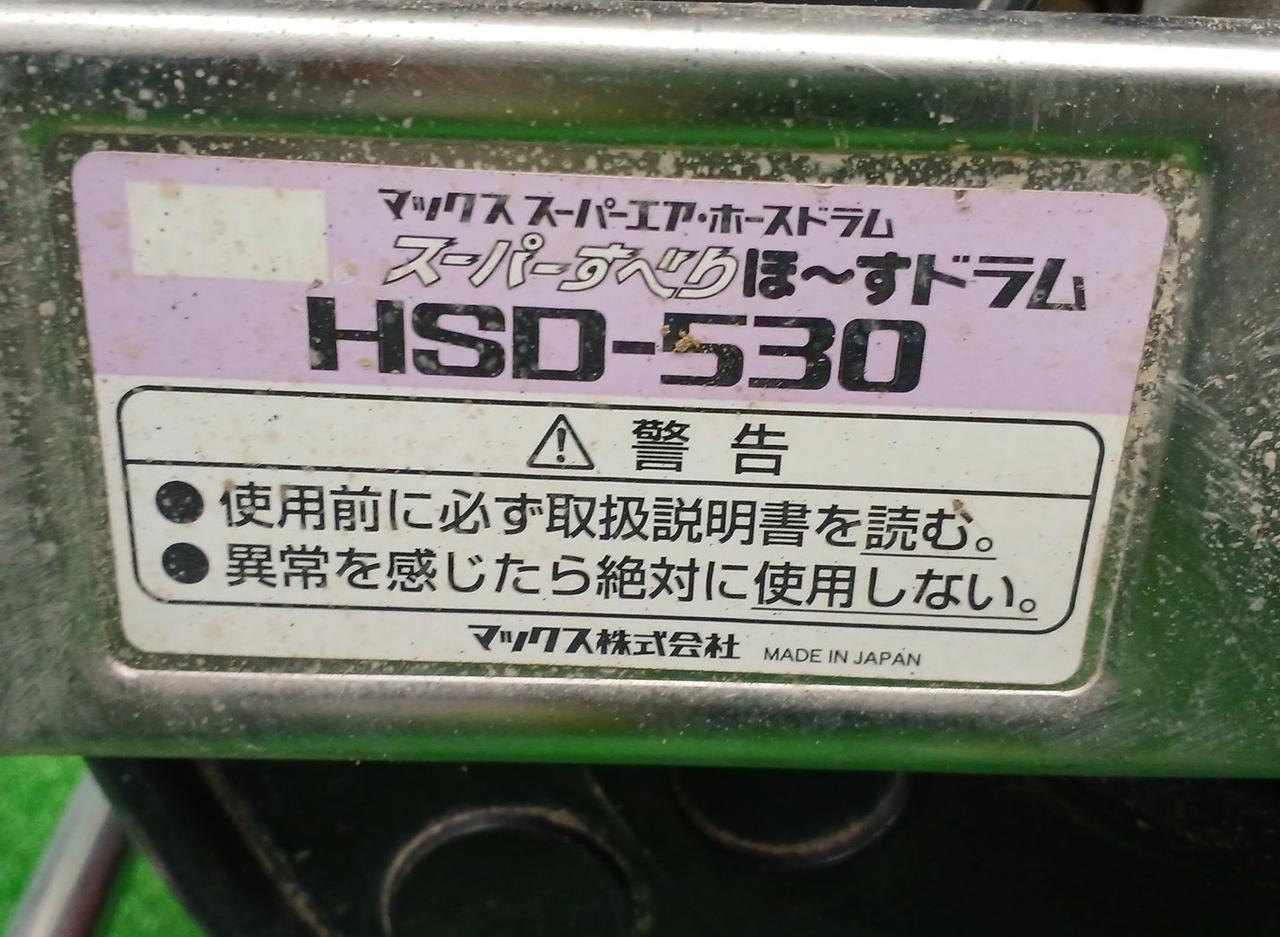 マックス スーパーエア・ホースドラム
スーパーすべりほ〜すドラム
HSD-530
⚠ 警告
● 使用前に必ず取扱説明書を読む。
● 異常を感じたら絶対に使用しない。
マックス株式会社 MADE IN JAPAN